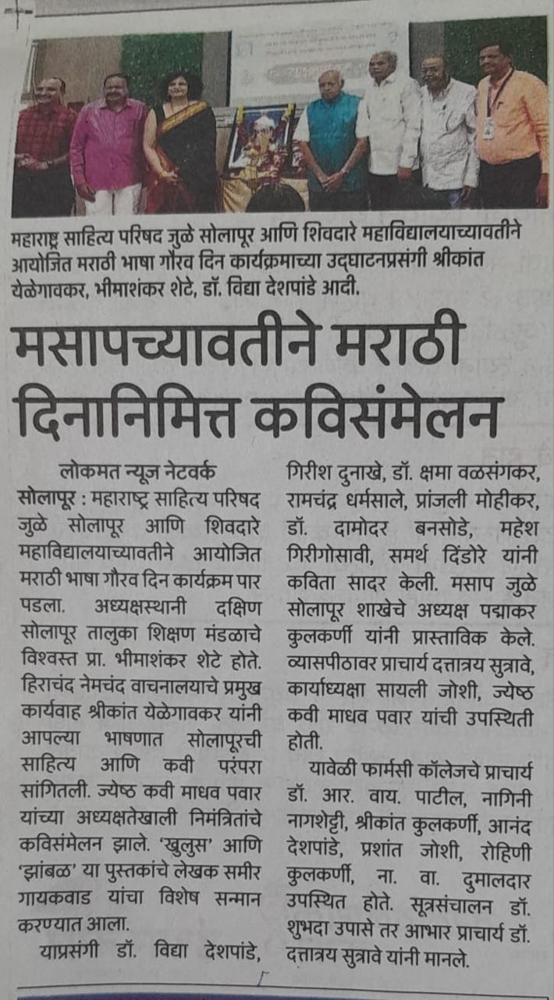 महाराष्ट्र साहित्य परिषद जुळे सोलापूर आणि शिवदारे महाविद्यालयाच्यावतीने
आयोजित मराठी भाषा गौरव दिन कार्यक्रमाच्या उद्घाटनप्रसंगी श्रीकांत
येळेगावकर, भीमाशंकर शेटे, डॉ. विद्या देशपांडे आदी.
मसापच्यावतीने मराठी
दिनानिमित्त कविसंमेलन
लोकमत न्यूज नेटवर्क
सोलापूर : महाराष्ट्र साहित्य परिषद
जुळे सोलापूर आणि शिवदारे
महाविद्यालयाच्यावतीने आयोजित
मराठी भाषा गौरव दिन कार्यक्रम पार
पडला. अध्यक्षस्थानी दक्षिण
सोलापूर तालुका शिक्षण मंडळाचे
विश्वस्त प्रा. भीमाशंकर शेटे होते.
हिराचंद नेमचंद वाचनालयाचे प्रमुख
कार्यवाह श्रीकांत येळेगावकर यांनी
आपल्या भाषणात सोलापूरची
साहित्य आणि कवी परंपरा
सांगितली. ज्येष्ठ कवी माधव पवार
यांच्या अध्यक्षतेखाली निमंत्रितांचे
कविसंमेलन झाले. ‘खुलुस’ आणि
‘झांबळ’ या पुस्तकांचे लेखक समीर
गायकवाड यांचा विशेष सन्मान
करण्यात आला.
याप्रसंगी डॉ. विद्या देशपांडे,
गिरीश दुनाखे, डॉ. क्षमा वळसंगकर,
रामचंद्र धर्मसाले, प्रांजली मोहीकर,
डॉ. दामोदर बनसोडे, महेश
गिरीगोसावी, समर्थ दिंडोरे यांनी
कविता सादर केली. मसाप जुळे
सोलापूर शाखेचे अध्यक्ष पद्माकर
कुलकर्णी यांनी प्रास्ताविक केले.
व्यासपीठावर प्राचार्य दत्तात्रय सुत्रावे,
कार्याध्यक्षा सायली जोशी, ज्येष्ठ
कवी माधव पवार यांची उपस्थिती
होती.
यावेळी फार्मसी कॉलेजचे प्राचार्य
डॉ. आर. वाय. पाटील, नागिनी
नागशेट्टी, श्रीकांत कुलकर्णी, आनंद
देशपांडे, प्रशांत जोशी, रोहिणी
कुलकर्णी, ना. वा. दुमालदार
उपस्थित होते. सूत्रसंचालन डॉ.
शुभदा उपासे तर आभार प्राचार्य डॉ.
दत्तात्रय सुत्रावे यांनी मानले.